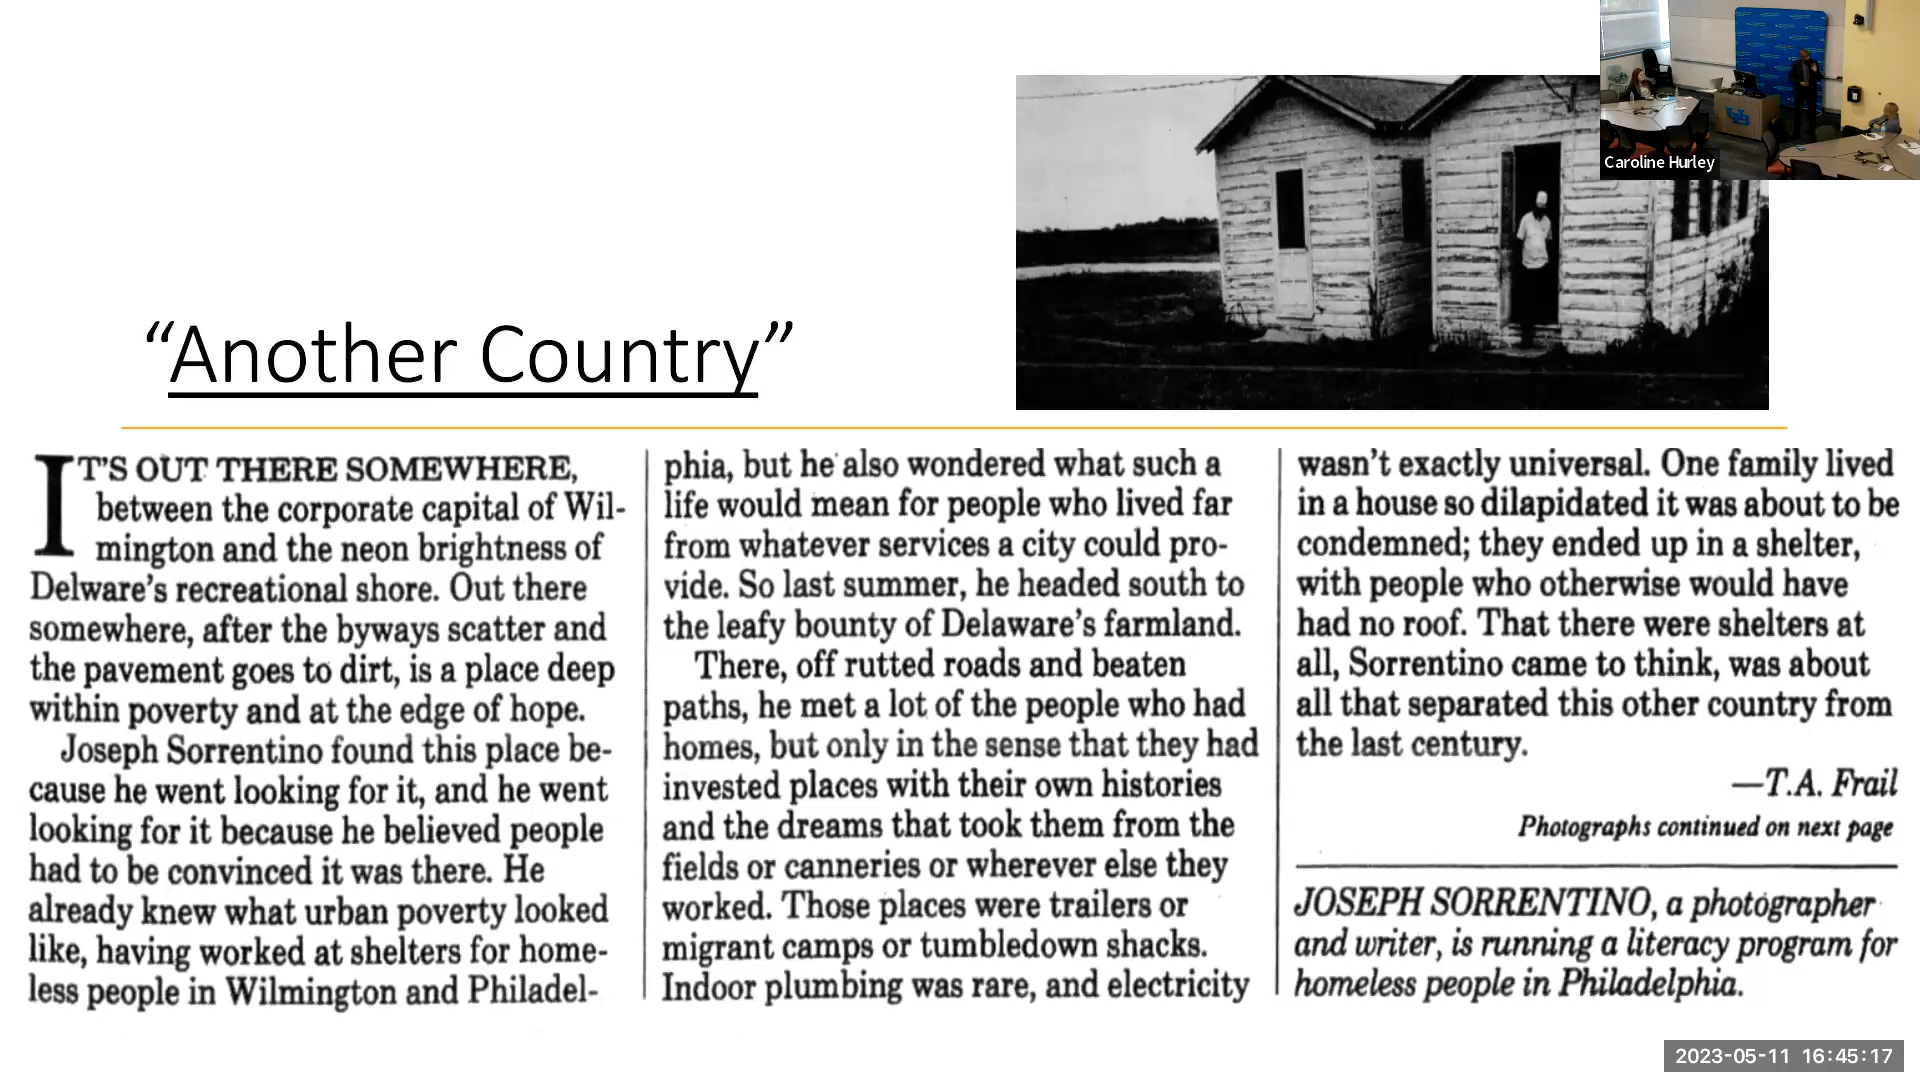 Caroline Hurley
“Another Country”
IT'S OUT THERE SOMEWHERE,
between the corporate capital of Wil-
mington and the neon brightness of
Delware's recreational shore. Out there
somewhere, after the byways scatter and
the pavement goes to dirt, is a place deep
within poverty and at the edge of hope.
Joseph Sorrentino found this place be-
cause he went looking for it, and he went
looking for it because he believed people
had to be convinced it was there. He
already knew what urban poverty looked
like, having worked at shelters for home-
less people in Wilmington and Philadel-
phia, but he also wondered what such a
life would mean for people who lived far
from whatever services a city could pro-
vide. So last summer, he headed south to
the leafy bounty of Delaware's farmland.
There, off rutted roads and beaten
paths, he met a lot of the people who had
homes, but only in the sense that they had
invested places with their own histories
and the dreams that took them from the
fields or canneries or wherever else they
worked. Those places were trailers or
migrant camps or tumbledown shacks.
Indoor plumbing was rare, and electricity
wasn't exactly universal. One family lived
in a house so dilapidated it was about to be
condemned; they ended up in a shelter,
with people who otherwise would have
had no roof. That there were shelters at
all, Sorrentino came to think, was about
all that separated this other country from
the last century.
—T.A. Frail
Photographs continued on next page
JOSEPH SORRENTINO, a photographer
and writer, is running a literacy program for
homeless people in Philadelphia.
2023-05-11 16:45:17